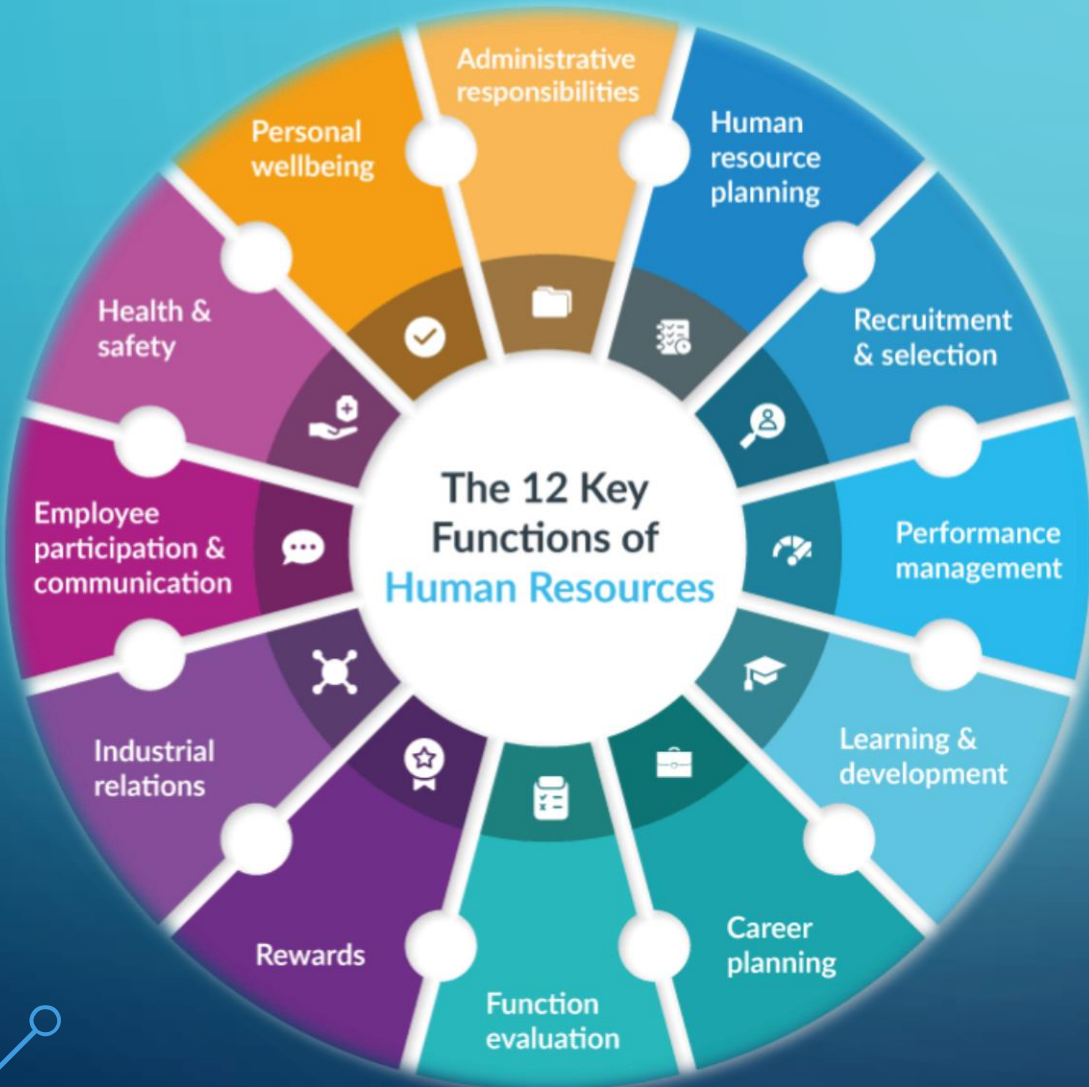 The 12 Key
Functions of
Human Resources
Administrative
responsibilities
Human
resource
planning
Recruitment
& selection
Performance
management
Learning &
development
Career
planning
Function
evaluation
Rewards
Industrial
relations
Employee
participation &
communication
Health &
safety
Personal
wellbeing